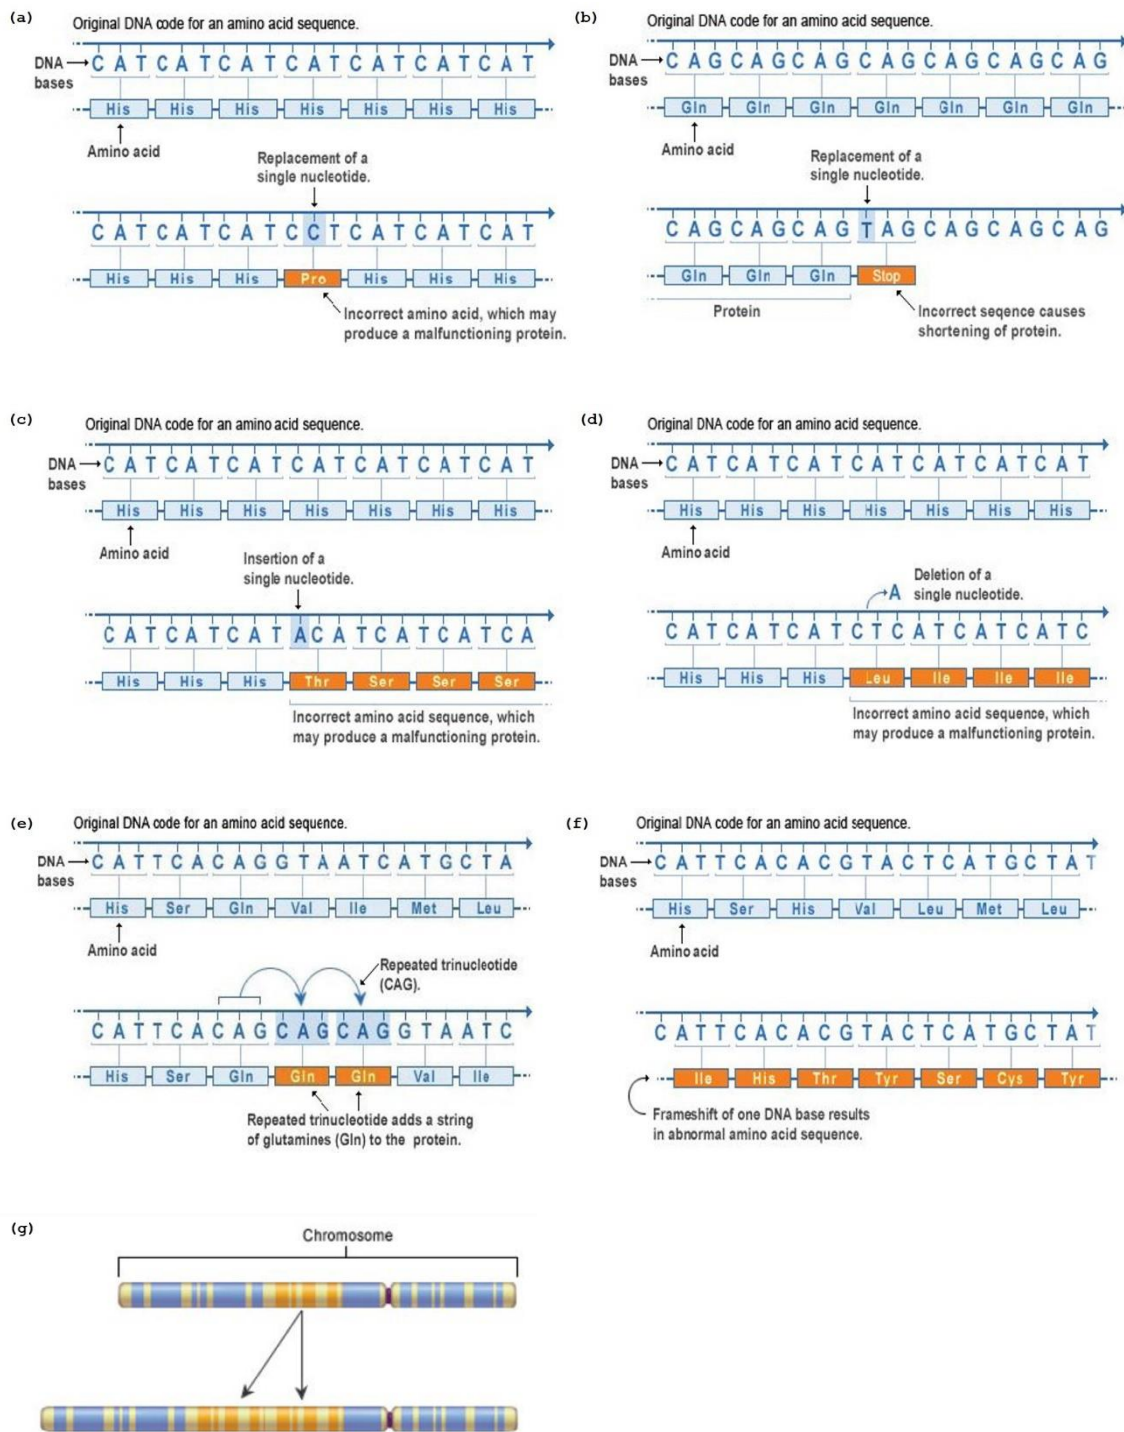 (a)
Original DNA code for an amino acid sequence.
DNA bases
C A T C A T C A T C A T C A T C A T C A T
His His His His His His His
Amino acid
Replacement of a
single nucleotide.
C A T C A T C A T C C T C A T C A T C A T
His His His Pro His His His
Incorrect amino acid, which may
produce a malfunctioning protein.
(b)
Original DNA code for an amino acid sequence.
DNA bases
C A G C A G C A G C A G C A G C A G C A G
Gln Gln Gln Gln Gln Gln Gln
Amino acid
Replacement of a
single nucleotide.
C A G C A G C A G T A G C A G C A G C A G
Gln Gln Gln Stop
Protein
Incorrect seqence causes
shortening of protein.
(c)
Original DNA code for an amino acid sequence.
DNA bases
C A T C A T C A T C A T C A T C A T C A T
His His His His His His His
Amino acid
Insertion of a
single nucleotide.
C A T C A T C A T A C A T C A T C A T C A
His His His Thr Ser Ser Ser
Incorrect amino acid sequence, which
may produce a malfunctioning protein.
(d)
Original DNA code for an amino acid sequence.
DNA bases
C A T C A T C A T C A T C A T C A T C A T
His His His His His His His
Amino acid
A
Deletion of a
single nucleotide.
C A T C A T C A T C T C A T C A T C A T C
His His His Leu Ile Ile Ile
Incorrect amino acid sequence, which
may produce a malfunctioning protein.
(e)
Original DNA code for an amino acid sequence.
DNA bases
C A T T C A C A G G T A A T C A T G C T A
His Ser Gln Val Ile Met Leu
Amino acid
Repeated trinucleotide
(CAG).
C A T T C A C A G C A G C A G G T A A T C
His Ser Gln Gln Gln Val Ile
Repeated trinucleotide adds a string
of glutamines (Gln) to the protein.
(f)
Original DNA code for an amino acid sequence.
DNA bases
C A T T C A C A C G T A C T C A T G C T A T
His Ser His Val Leu Met Leu
Amino acid
C A T T C A C A C G T A C T C A T G C T A T
Ile His Thr Tyr Ser Cys Tyr
Frameshift of one DNA base results
in abnormal amino acid sequence.
(g)
Chromosome